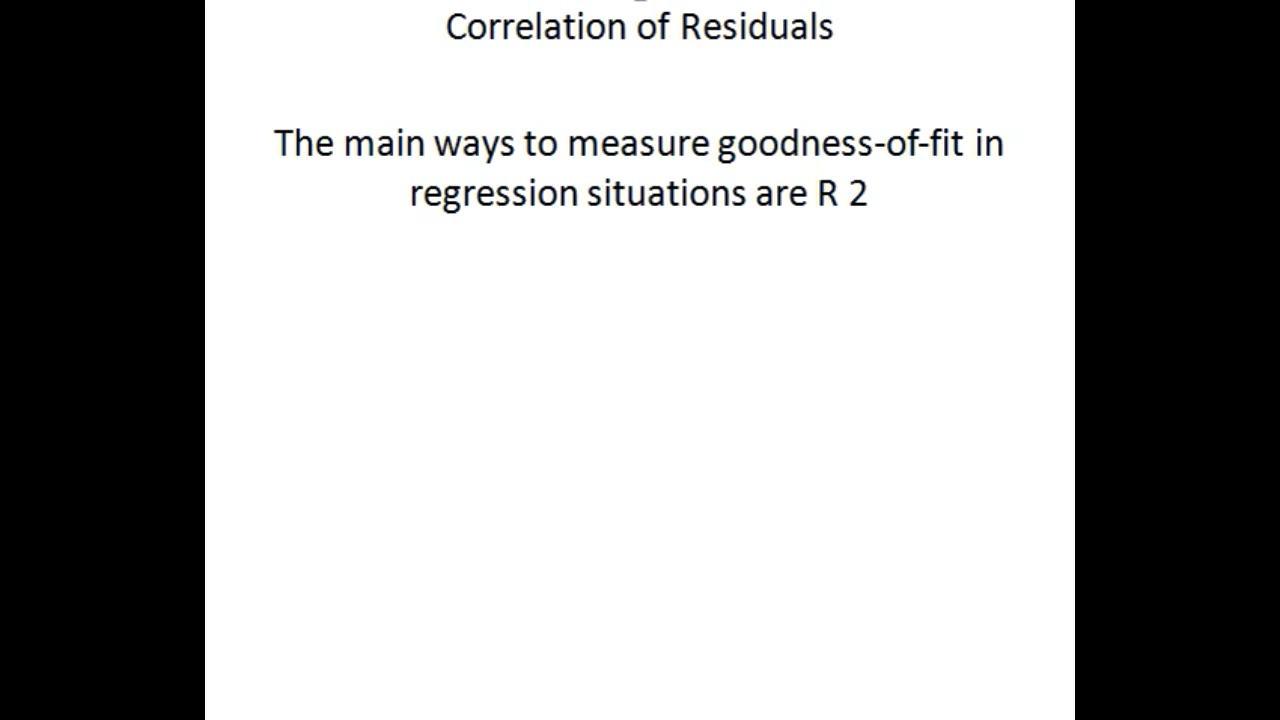 Correlation of Residuals
The main ways to measure goodness-of-fit in
regression situations are R 2